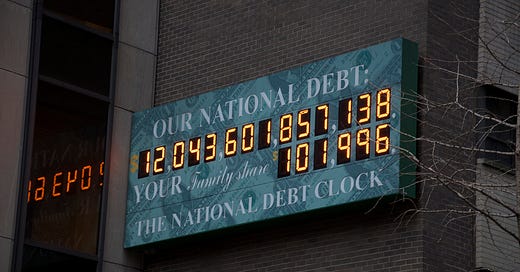 OUR NATIONAL DEBT:
$12,043,601,857,138.
YOUR Family share $101,996.
THE NATIONAL DEBT CLOCK